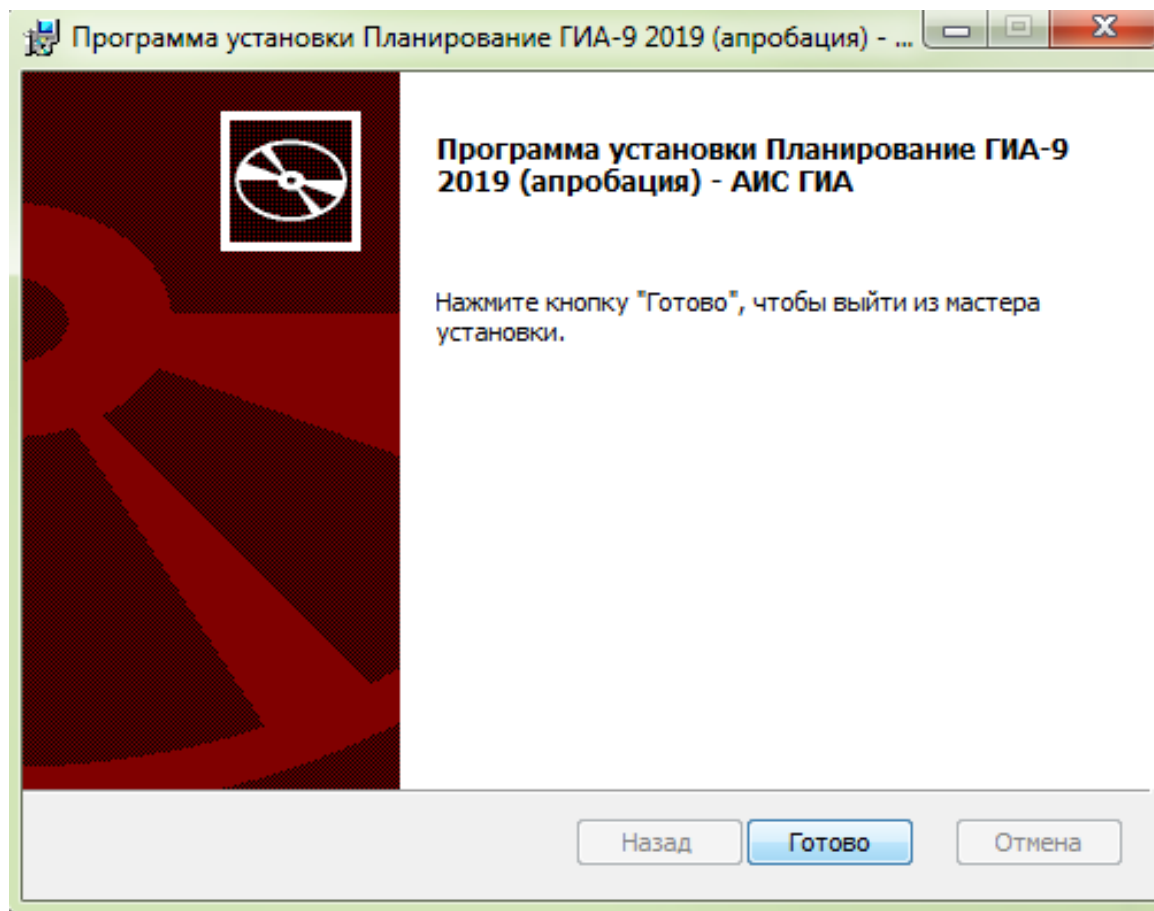 Программа установки Планирование ГИА-9 2019 (апробация) - ...
Программа установки Планирование ГИА-9
2019 (апробация) - АИС ГИА
Нажмите кнопку "Готово", чтобы выйти из мастера
установки.
Назад Готово Отмена